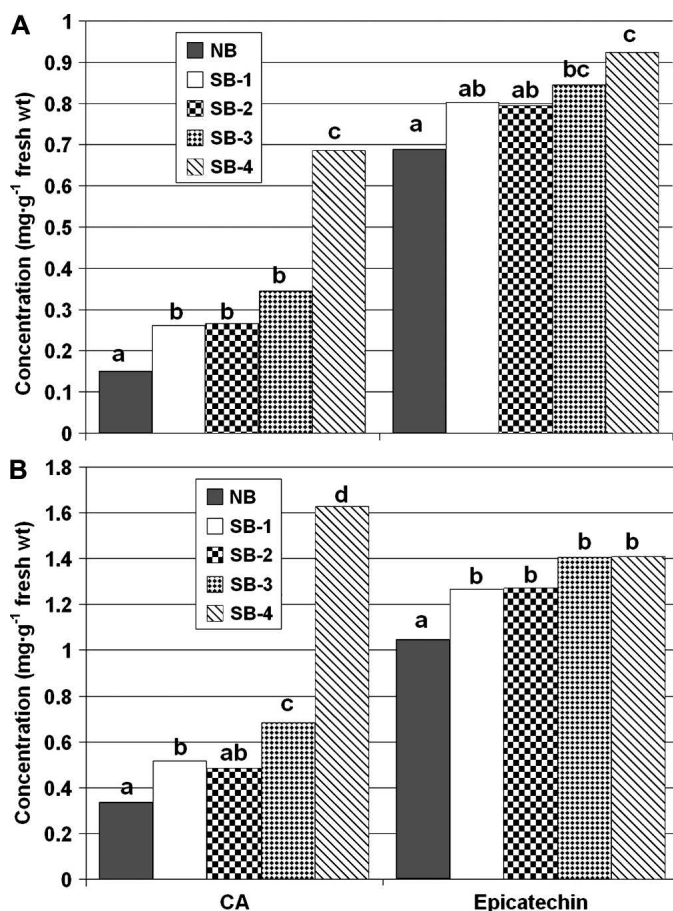 A
Concentration (mg·g⁻¹ fresh wt)
1
0.9
0.8
0.7
0.6
0.5
0.4
0.3
0.2
0.1
0
NB
SB-1
SB-2
SB-3
SB-4
a
b
b
b
c
a
ab
ab
bc
c
B
Concentration (mg·g⁻¹ fresh wt)
1.8
1.6
1.4
1.2
1
0.8
0.6
0.4
0.2
0
NB
SB-1
SB-2
SB-3
SB-4
a
b
ab
c
d
a
b
b
b
b
CA
Epicatechin